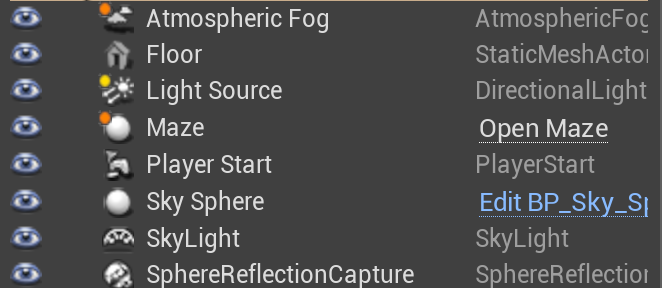 Atmospheric Fog AtmosphericFog
Floor StaticMeshActor
Light Source DirectionalLight
Maze Open Maze
Player Start PlayerStart
Sky Sphere Edit BP_Sky_Sp
SkyLight SkyLight
SphereReflectionCapture SphereReflection